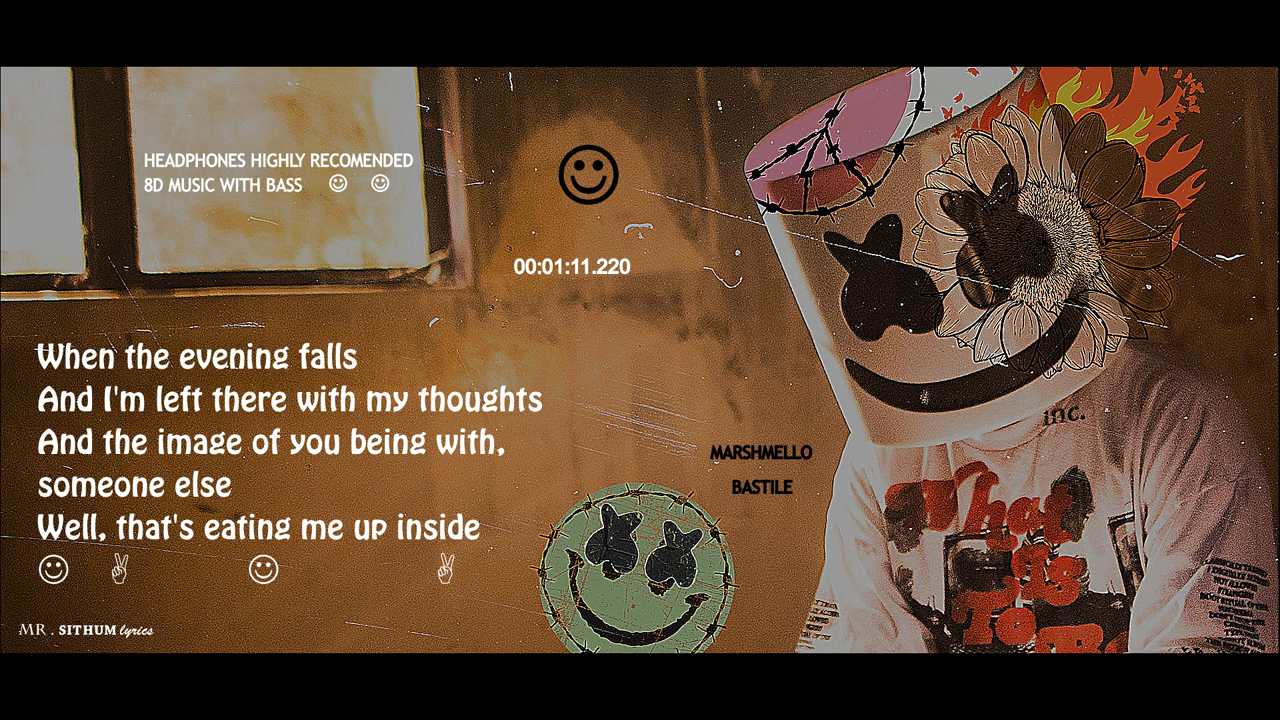 HEADPHONES HIGHLY RECOMENDED
8D MUSIC WITH BASS ☺ ☺
00:01:11.220
When the evening falls
And I'm left there with my thoughts
And the image of you being with,
someone else
Well, that's eating me up inside
☺ ✌ ☺ ✌
MARSHMELLO
BASTILE
inc.
What
To
MR . SITHUM lyrics